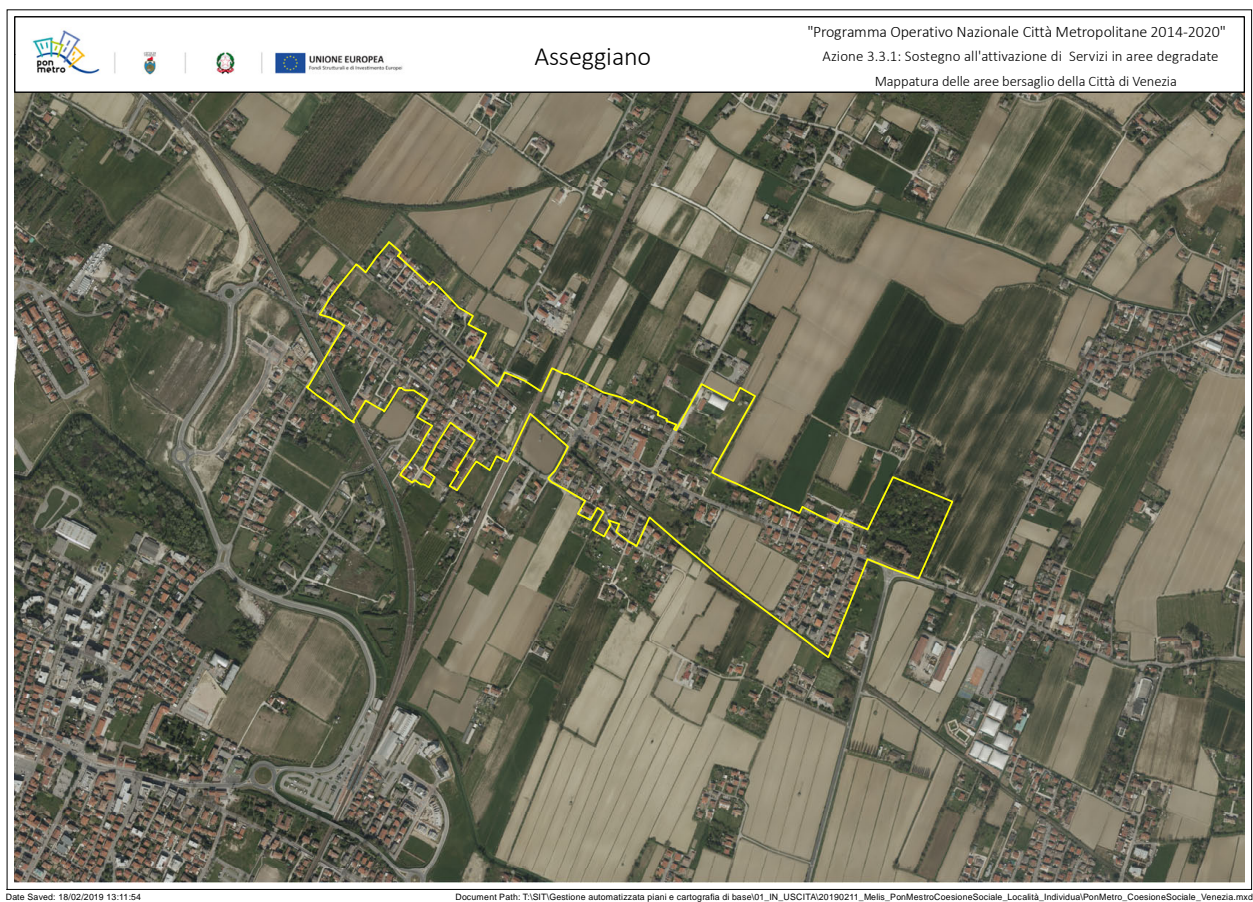 pon
metro
UNIONE EUROPEA
Fondi Strutturali e di Investimento Europei
Asseggiano
"Programma Operativo Nazionale Città Metropolitane 2014-2020"
Azione 3.3.1: Sostegno all'attivazione di Servizi in aree degradate
Mappatura delle aree bersaglio della Città di Venezia
Date Saved: 18/02/2019 13:11:54
Document Path: T:\SIT\Gestione automatizzata piani e cartografia di base\01_IN_USCITA\20190211_Melis_PonMestroCoesioneSociale_Località_Individua\PonMetro_CoesioneSociale_Venezia.mxd